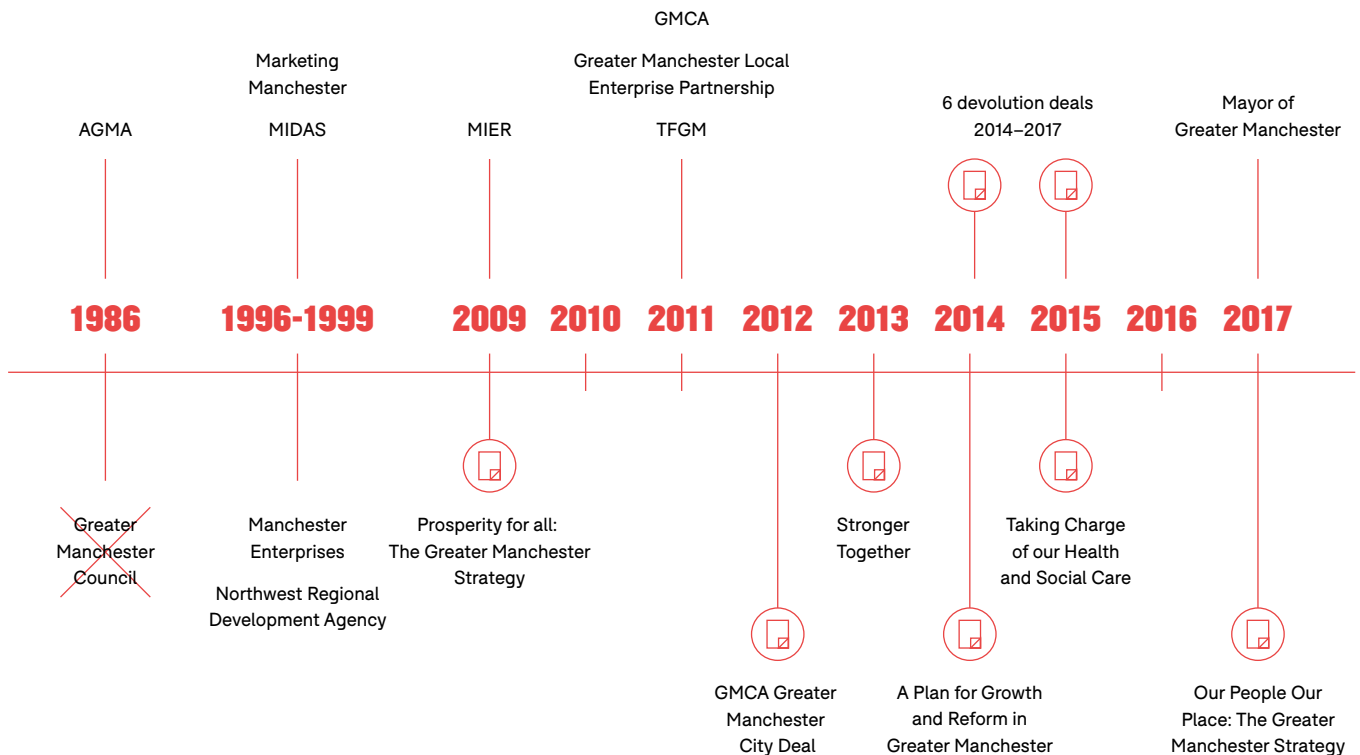 GMCA
Marketing
Manchester
Greater Manchester Local
Enterprise Partnership
6 devolution deals
2014–2017
Mayor of
Greater Manchester
AGMA
MIDAS
MIER
TFGM
1986
1996-1999
2009
2010
2011
2012
2013
2014
2015
2016
2017
Greater
Manchester
Council
Manchester
Enterprises
Northwest Regional
Development Agency
Prosperity for all:
The Greater Manchester
Strategy
Stronger
Together
Taking Charge
of our Health
and Social Care
GMCA Greater
Manchester
City Deal
A Plan for Growth
and Reform in
Greater Manchester
Our People Our
Place: The Greater
Manchester Strategy